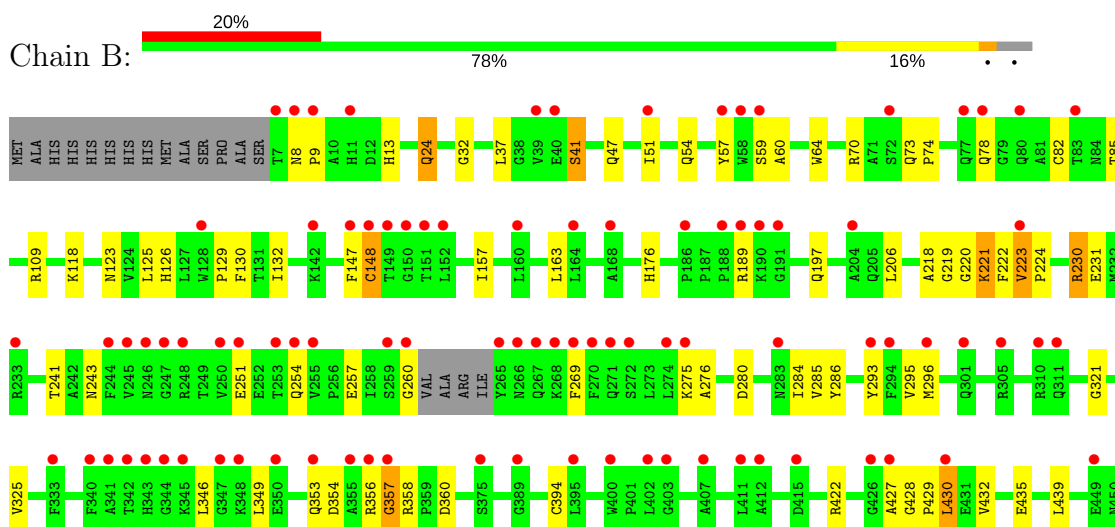 20%
Chain B:
78% 16% • •
MET ALA HIS HIS HIS HIS HIS HIS MET ALA SER PRO ALA SER T7 N8 P9 A10 H11 D12 H13 Q24 G32 L37 G38 V39 E40 S41 Q47 I51 Q54 Y57 W58 S59 A60 W64 R70 A71 S72 Q73 P74 Q77 Q78 G79 Q80 A81 C82 T83 N84 T85
R109 K118 N123 V124 L125 H126 L127 W128 P129 F130 T131 I132 K142 F147 C148 T149 G150 T151 L152 I157 L160 L163 L164 A168 H176 P186 P187 P188 R189 K190 G191 Q197 A204 Q205 L206 A218 G219 G220 K221 F222 V223 P224 R230 E231
R233 T241 A242 N243 F244 V245 N246 G247 R248 T249 V250 E251 E252 T253 Q254 V255 P256 E257 I258 S259 G260 VAL ALA ARG ILE Y265 N266 Q267 K268 F269 F270 Q271 S272 L273 L274 K275 A276 D280 N283 I284 V285 Y286 Y293 F294 V295 M296 Q301 R305 R310 Q311 G321
V325 F333 F340 A341 T342 H343 G344 K345 L346 G347 K348 L349 E350 Q353 D354 A355 R356 G357 R358 P359 D360 S375 G389 C394 L395 W400 P401 L402 G403 A407 L411 A412 D415 R422 G426 A427 G428 P429 L430 E431 V432 E435 L439 E449